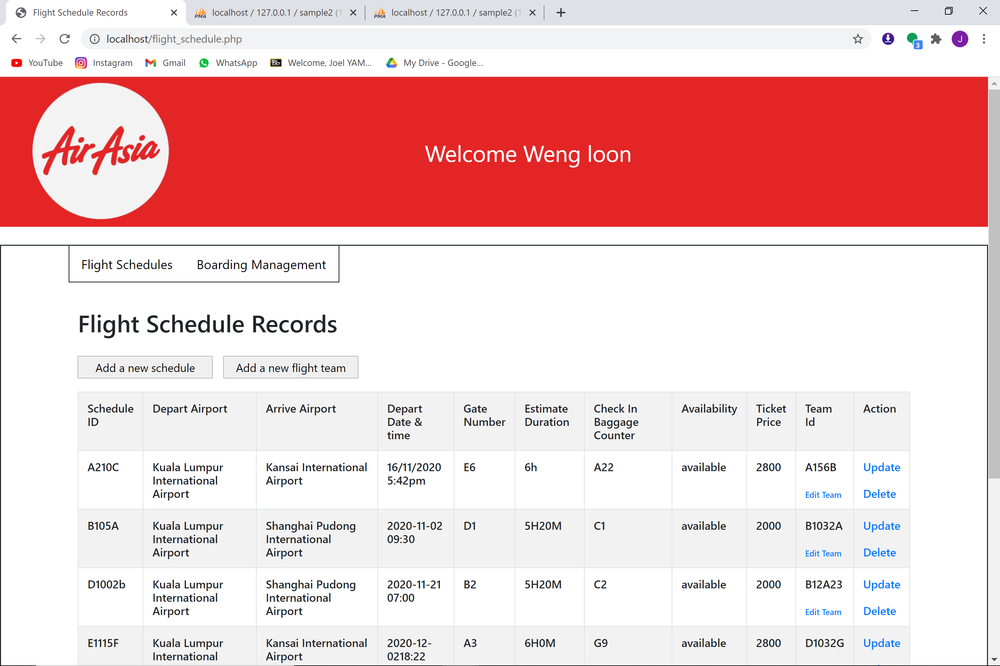 Flight Schedule Records
localhost / 127.0.0.1 / sample2 (1
localhost / 127.0.0.1 / sample2 (1
localhost/flight_schedule.php
3
J
YouTube
Instagram
Gmail
WhatsApp
Bb
Welcome, Joel YAM...
My Drive - Google...
AirAsia
Welcome Weng loon
Flight Schedules
Boarding Management
Flight Schedule Records
Add a new schedule
Add a new flight team
Schedule
ID
Depart Airport
Arrive Airport
Depart
Date &
time
Gate
Number
Estimate
Duration
Check In
Baggage
Counter
Availability
Ticket
Price
Team
Id
Action
A210C
Kuala Lumpur
International
Airport
Kansai International
Airport
16/11/2020
5:42pm
E6
6h
A22
available
2800
A156B
Edit Team
Update
Delete
B105A
Kuala Lumpur
International
Airport
Shanghai Pudong
International
Airport
2020-11-02
09:30
D1
5H20M
C1
available
2000
B1032A
Edit Team
Update
Delete
D1002b
Kuala Lumpur
International
Airport
Shanghai Pudong
International
Airport
2020-11-21
07:00
B2
5H20M
C2
available
2000
B12A23
Edit Team
Update
Delete
E1115F
Kuala Lumpur
International
Kansai International
Airport
2020-12-
0218:22
A3
6H0M
G9
available
2800
D1032G
Update